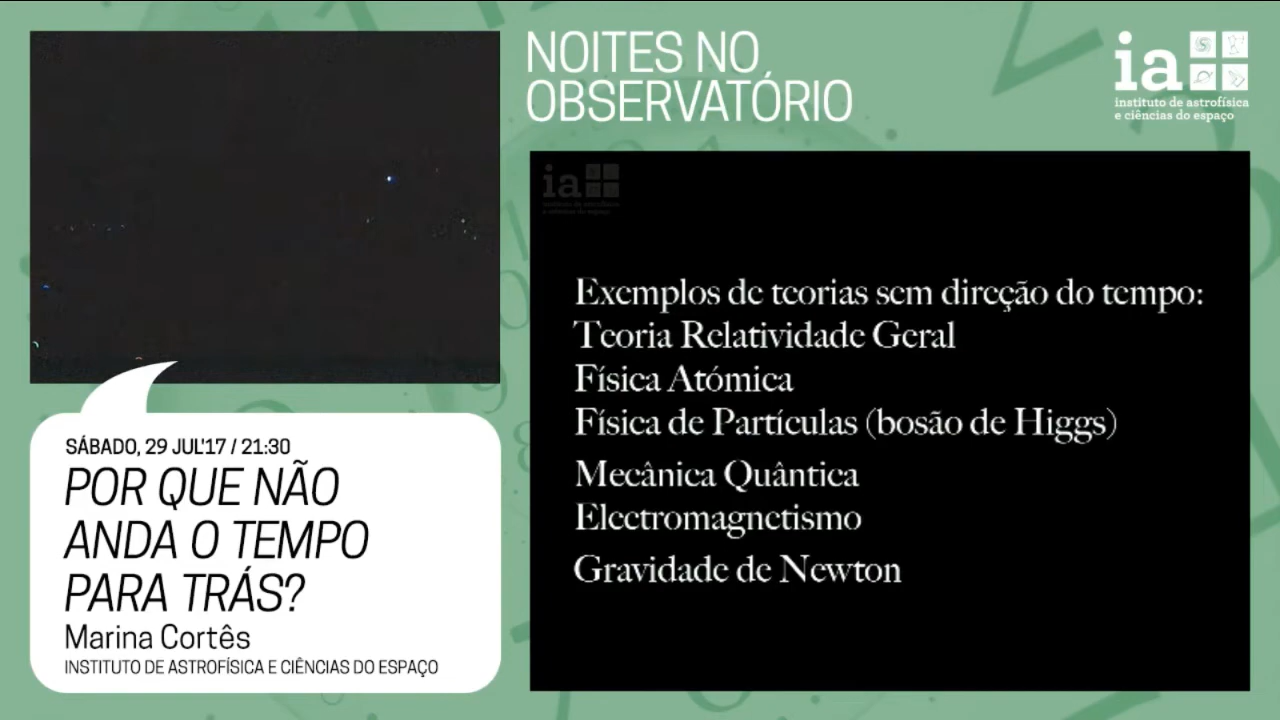 NOITES NO
OBSERVATÓRIO
ia
instituto de astrofísica
e ciências do espaço
ia
Exemplos de teorias sem direção do tempo:
Teoria Relatividade Geral
Física Atómica
Física de Partículas (bosão de Higgs)
Mecânica Quântica
Electromagnetismo
Gravidade de Newton
SÁBADO, 29 JUL'17 / 21:30
POR QUE NÃO
ANDA O TEMPO
PARA TRÁS?
Marina Cortês
INSTITUTO DE ASTROFÍSICA E CIÊNCIAS DO ESPAÇO